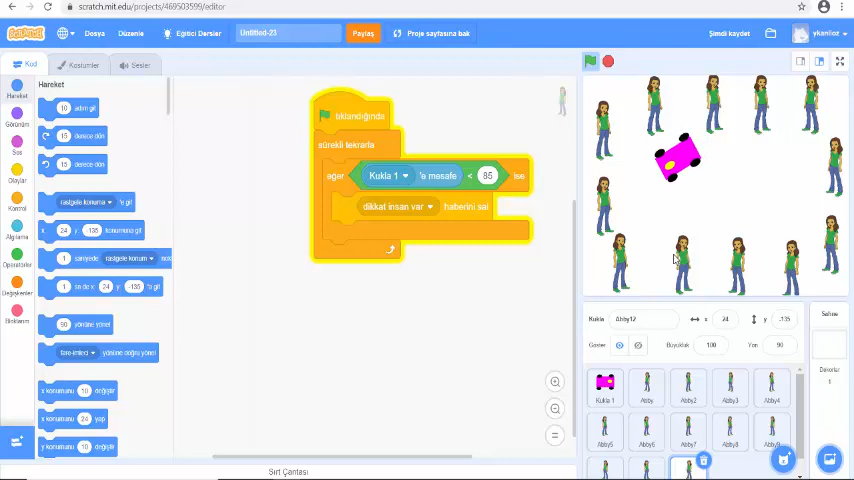 scratch.mit.edu/projects/469503599/editor
SCRATCH
Dosya
Düzenle
Eğitici Dersler
Untitled-23
Paylaş
Proje sayfasına bak
Şimdi kaydet
ykaniloz
Kod
Kostümler
Sesler
Hareket
Hareket
Görünüm
Ses
Olaylar
Kontrol
Algılama
Operatörler
Değişkenler
Bloklarım
10 adım git
15 derece dön
15 derece dön
rastgele konuma 'e git
x: 24 y: -135 konumuna git
1 saniyede rastgele konum
1 sn de x: 24 y: -135 'a git
90 yönüne yönel
fare-imleci yönüne doğru yönel
x konumunu 10 değiştir
x konumunu 24 yap
y konumunu 10 değiştir
tıklandığında
sürekli tekrarla
eğer Kukla 1 'e mesafe < 85 ise
dikkat insan var haberini sal
Sırt Çantası
Kukla Abby12 x 24 y -135
Göster Büyüklük 100 Yön 90
Sahne
Dekorlar
1
Kukla 1 Abby Abby2 Abby3 Abby4
Abby5 Abby6 Abby7 Abby8 Abby9